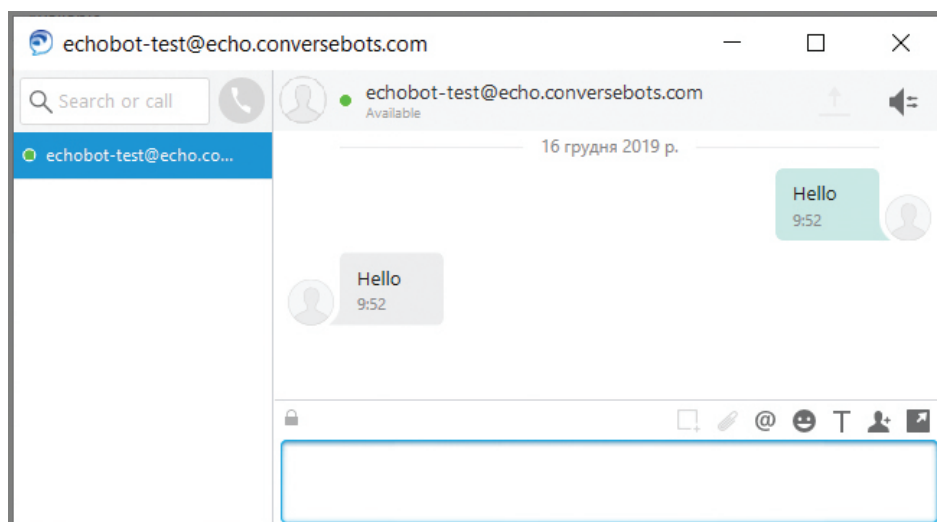 echobot-test@echo.conversebots.com
Search or call
echobot-test@echo.conversebots.com
Available
echobot-test@echo.co...
16 грудня 2019 р.
Hello
9:52
Hello
9:52
@
T